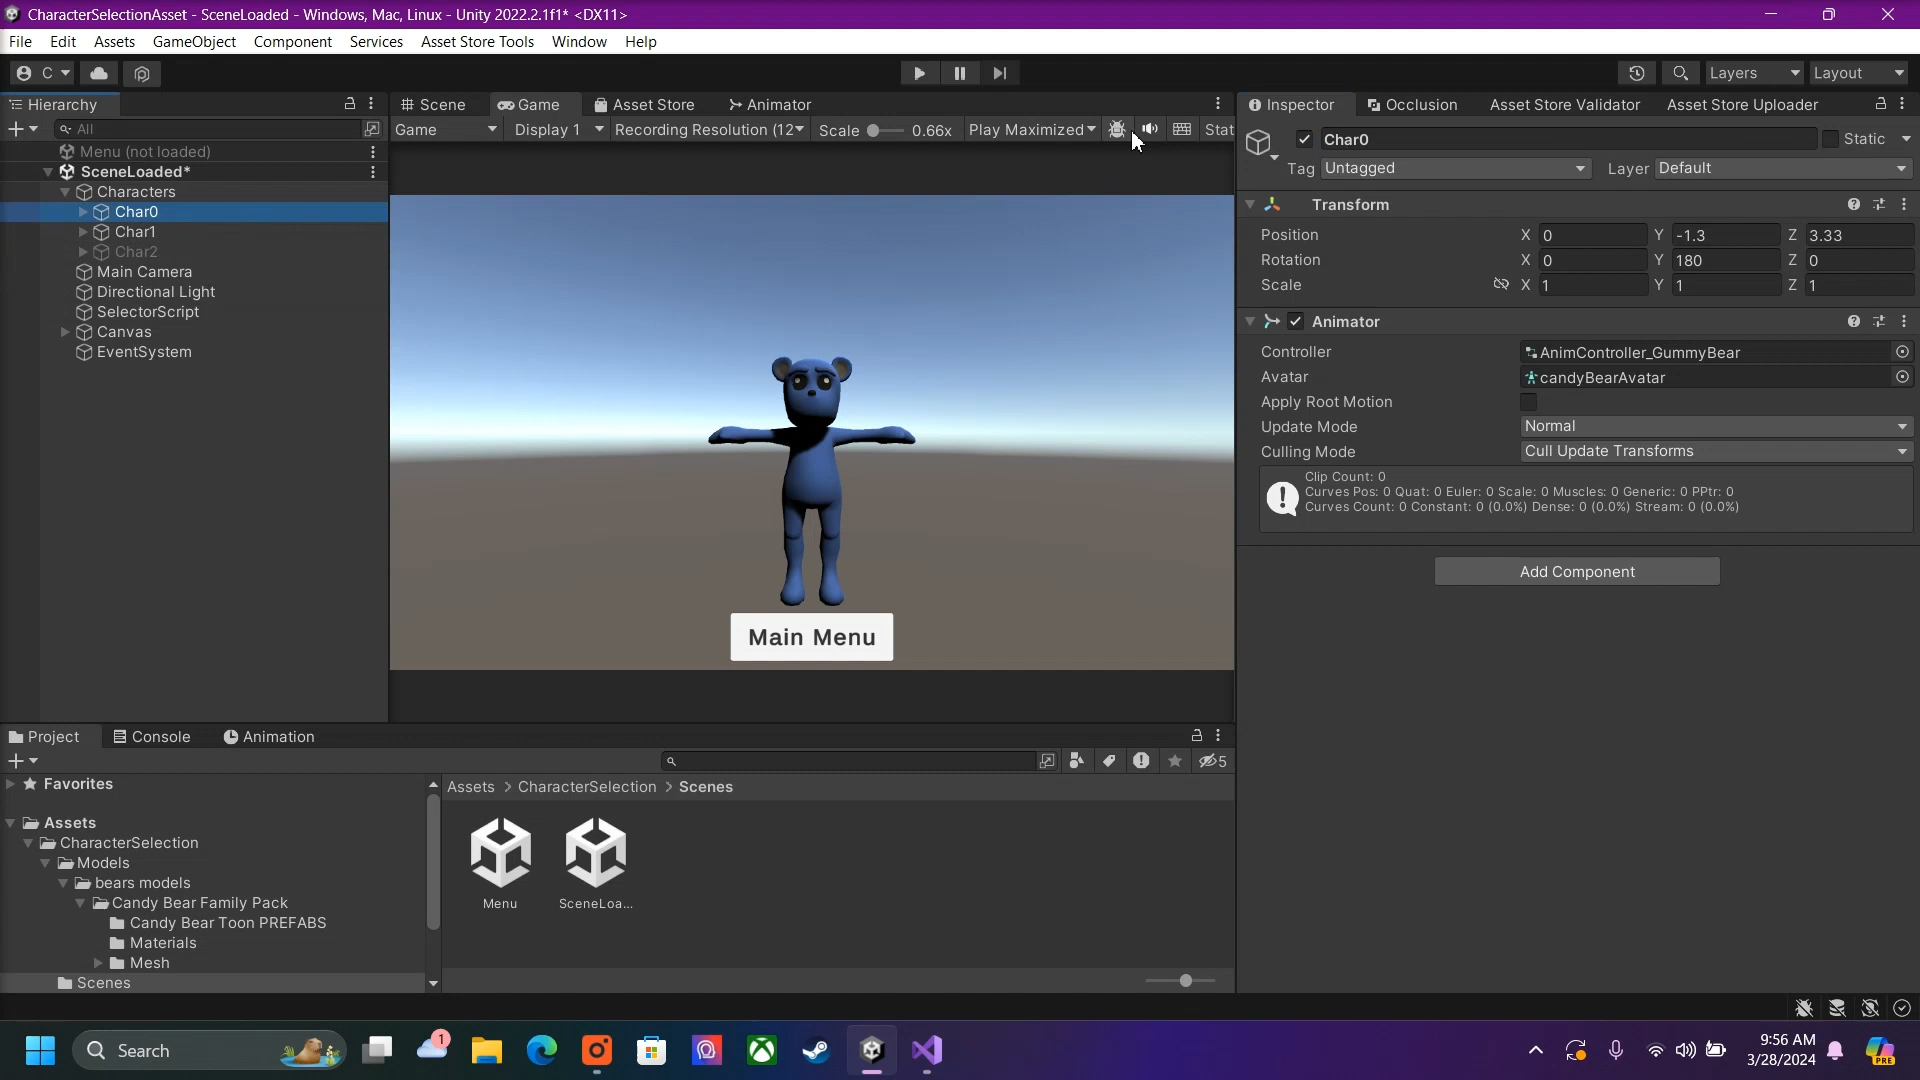 CharacterSelectionAsset - SceneLoaded - Windows, Mac, Linux - Unity 2022.2.1f1* <DX11>
File Edit Assets GameObject Component Services Asset Store Tools Window Help
C Layers Layout
Hierarchy Scene Game Asset Store Animator Inspector Occlusion Asset Store Validator Asset Store Uploader
All Game Display 1 Recording Resolution (12 Scale 0.66x Play Maximized Stat
Menu (not loaded)
SceneLoaded*
Characters
Char0
Char1
Char2
Main Camera
Directional Light
SelectorScript
Canvas
EventSystem
Main Menu
Char0 Static
Tag Untagged Layer Default
Transform
Position X 0 Y -1.3 Z 3.33
Rotation X 0 Y 180 Z 0
Scale X 1 Y 1 Z 1
Animator
Controller AnimController_GummyBear
Avatar candyBearAvatar
Apply Root Motion
Update Mode Normal
Culling Mode Cull Update Transforms
Clip Count: 0
Curves Pos: 0 Quat: 0 Euler: 0 Scale: 0 Muscles: 0 Generic: 0 PPtr: 0
Curves Count: 0 Constant: 0 (0.0%) Dense: 0 (0.0%) Stream: 0 (0.0%)
Add Component
Project Console Animation
5
Favorites
Assets
CharacterSelection
Models
bears models
Candy Bear Family Pack
Candy Bear Toon PREFABS
Materials
Mesh
Scenes
Assets > CharacterSelection > Scenes
Menu SceneLoa...
Search 1 9:56 AM
3/28/2024
PRE